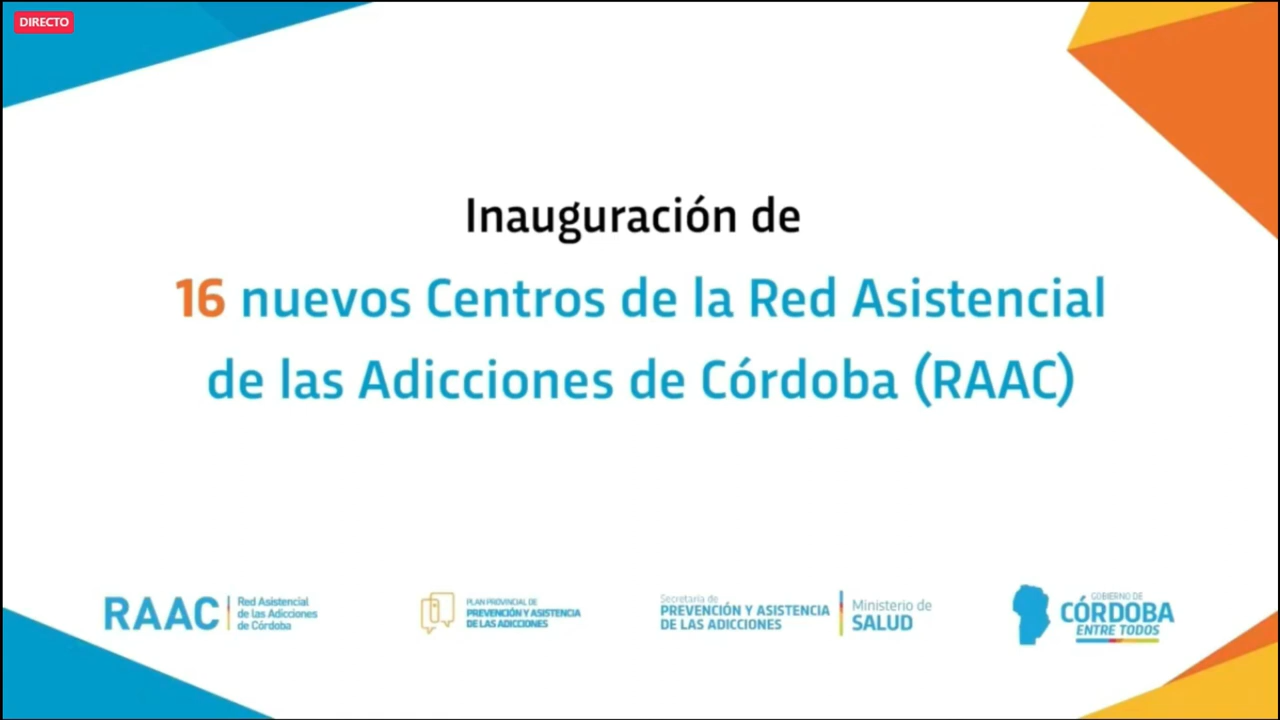 DIRECTO
Inauguración de
16 nuevos Centros de la Red Asistencial
de las Adicciones de Córdoba (RAAC)
RAAC
Red Asistencial
de las Adicciones
de Córdoba
PLAN PROVINCIAL DE
PREVENCIÓN Y ASISTENCIA
DE LAS ADICCIONES
Secretaría de
PREVENCIÓN Y ASISTENCIA
DE LAS ADICCIONES
Ministerio de
SALUD
GOBIERNO DE
CÓRDOBA
ENTRE TODOS